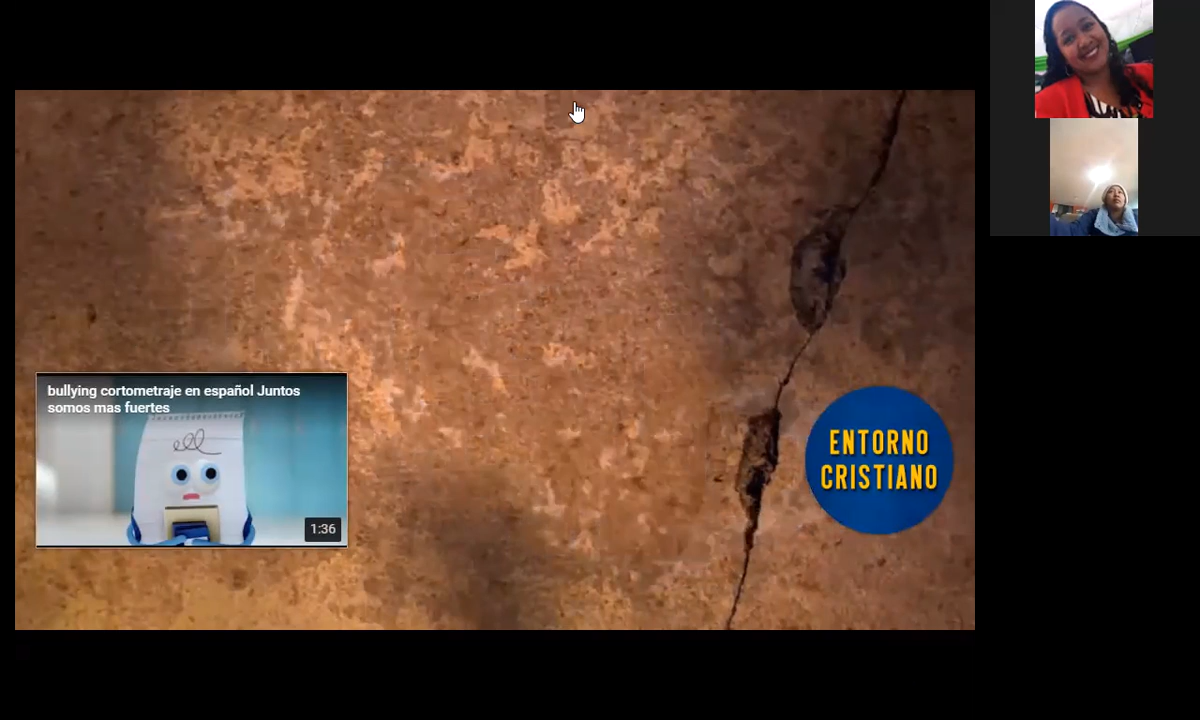 bullying cortometraje en español Juntos
somos mas fuertes
1:36
ENTORNO
CRISTIANO